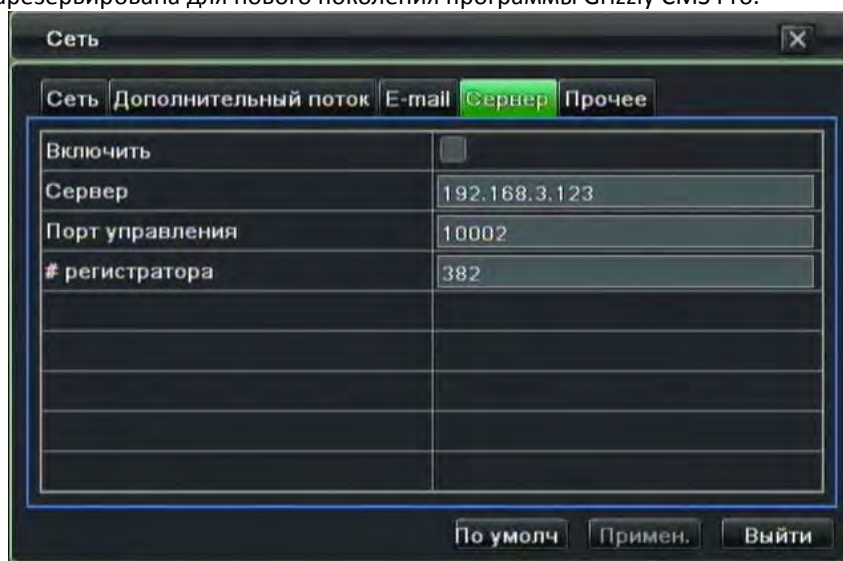 арезервирована для нового поколения программы Grizzly CMS Pro.
Сеть
Сеть Дополнительный поток E-mail Сервер Прочее
Включить
Сервер 192.168.3.123
Порт управления 10002
# регистратора 382
По умолч Примен. Выйти